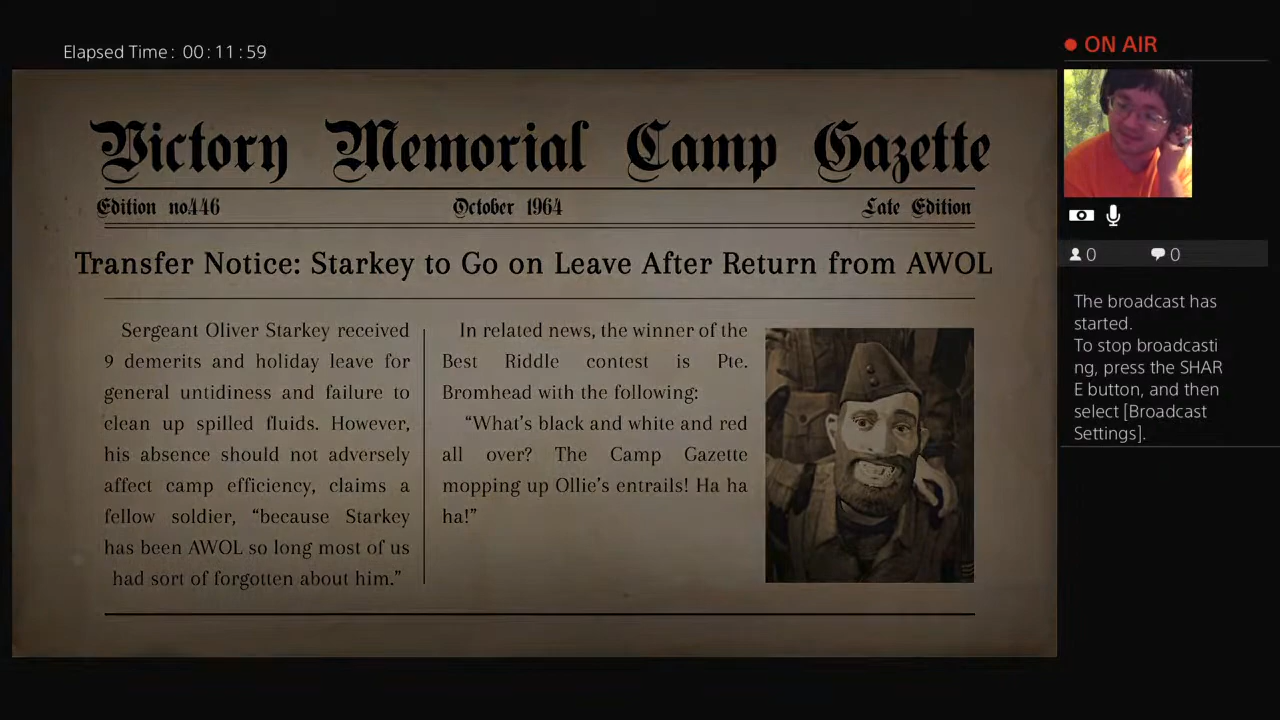 Elapsed Time: 00:11:59
ON AIR
Victory Memorial Camp Gazette
Edition no.446
October 1964
Late Edition
Transfer Notice: Starkey to Go on Leave After Return from AWOL
Sergeant Oliver Starkey received
9 demerits and holiday leave for
general untidiness and failure to
clean up spilled fluids. However,
his absence should not adversely
affect camp efficiency, claims a
fellow soldier, “because Starkey
has been AWOL so long most of us
had sort of forgotten about him.”
In related news, the winner of the
Best Riddle contest is Pte.
Bromhead with the following:
“What’s black and white and red
all over? The Camp Gazette
mopping up Ollie’s entrails! Ha ha
ha!”
0
0
The broadcast has
started.
To stop broadcasti
ng, press the SHAR
E button, and then
select [Broadcast
Settings].